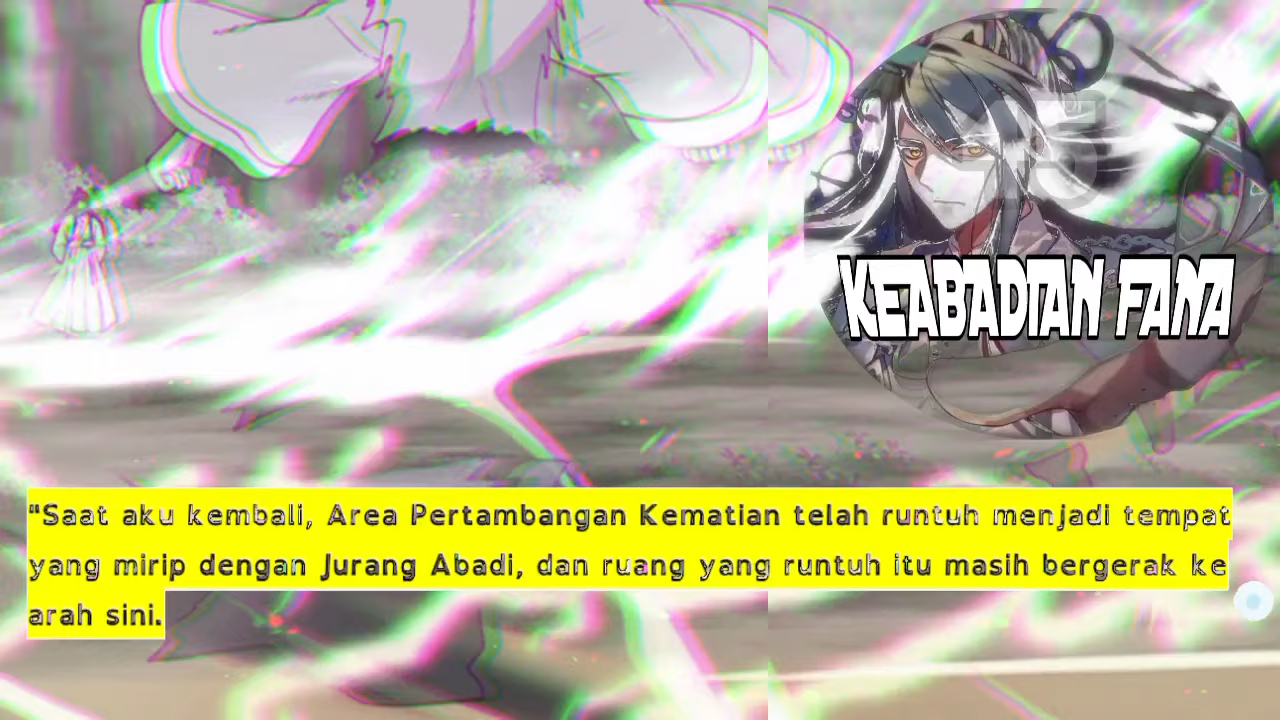 KEABADIAN FANA
"Saat aku kembali, Area Pertambangan Kematian telah runtuh menjadi tempat
yang mirip dengan Jurang Abadi, dan ruang yang runtuh itu masih bergerak ke
arah sini.